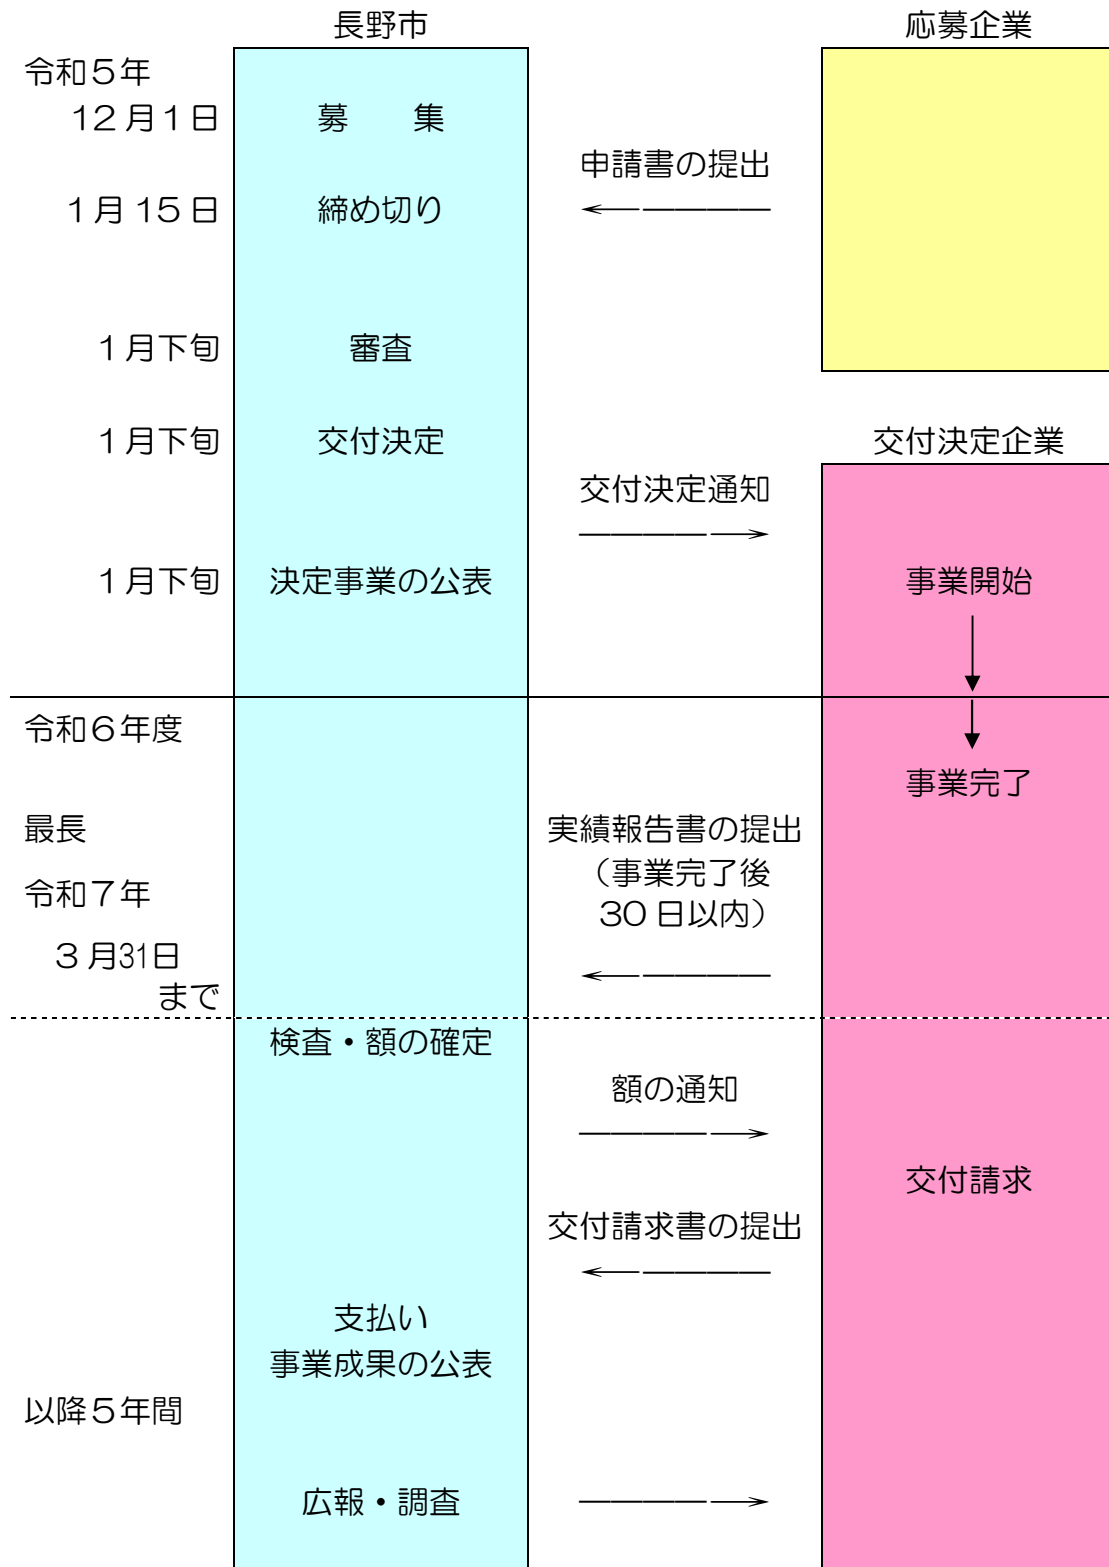 長野市
応募企業
令和５年
１２月１日
募　　集
申請書の提出
１月 15 日
締め切り
１月下旬
審査
１月下旬
交付決定
交付決定企業
交付決定通知
１月下旬
決定事業の公表
事業開始
令和６年度
事業完了
最長
実績報告書の提出
（事業完了後
30 日以内）
令和７年
３月31日
まで
検査・額の確定
額の通知
交付請求
交付請求書の提出
支払い
事業成果の公表
以降５年間
広報・調査